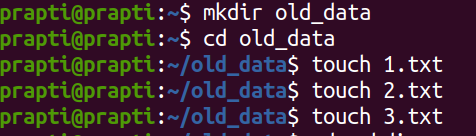 prapti@prapti:~$ mkdir old_data
prapti@prapti:~$ cd old_data
prapti@prapti:~/old_data$ touch 1.txt
prapti@prapti:~/old_data$ touch 2.txt
prapti@prapti:~/old_data$ touch 3.txt